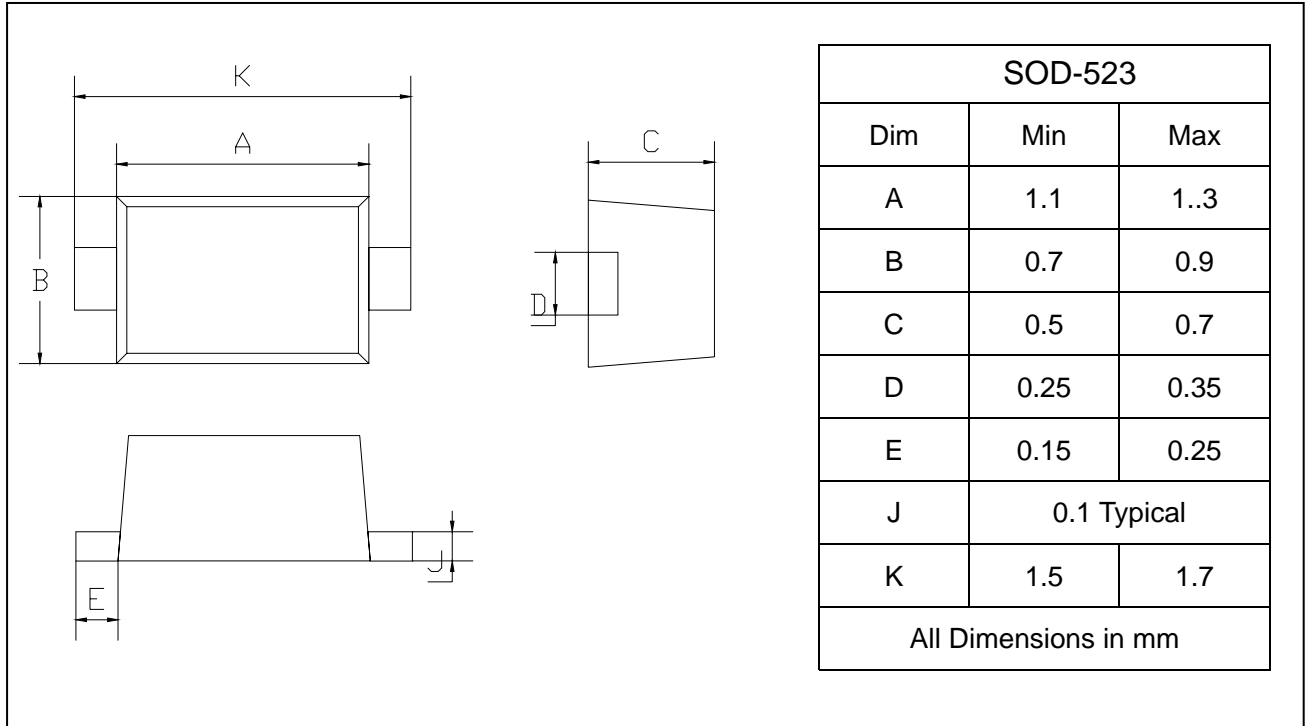 K
A
B
C
D
E
J
SOD-523
Dim Min Max
A 1.1 1..3
B 0.7 0.9
C 0.5 0.7
D 0.25 0.35
E 0.15 0.25
J 0.1 Typical
K 1.5 1.7
All Dimensions in mm